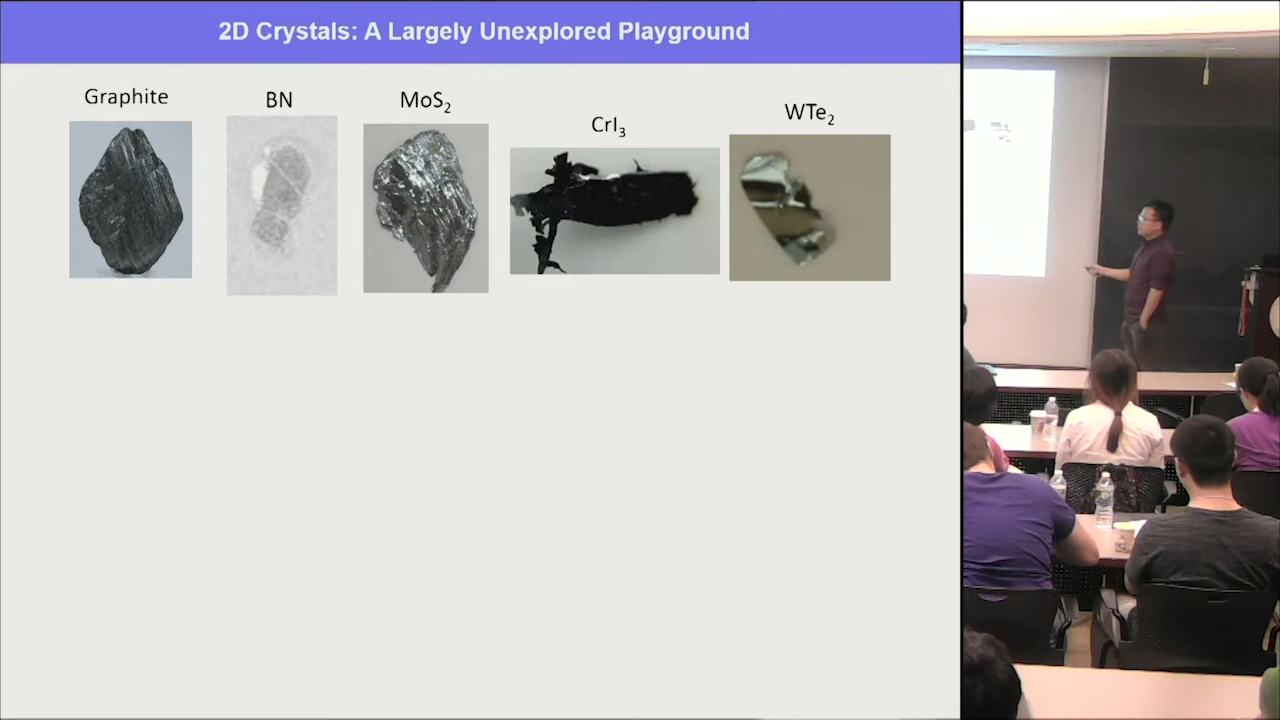 2D Crystals: A Largely Unexplored Playground
Graphite
BN
MoS₂
CrI₃
WTe₂